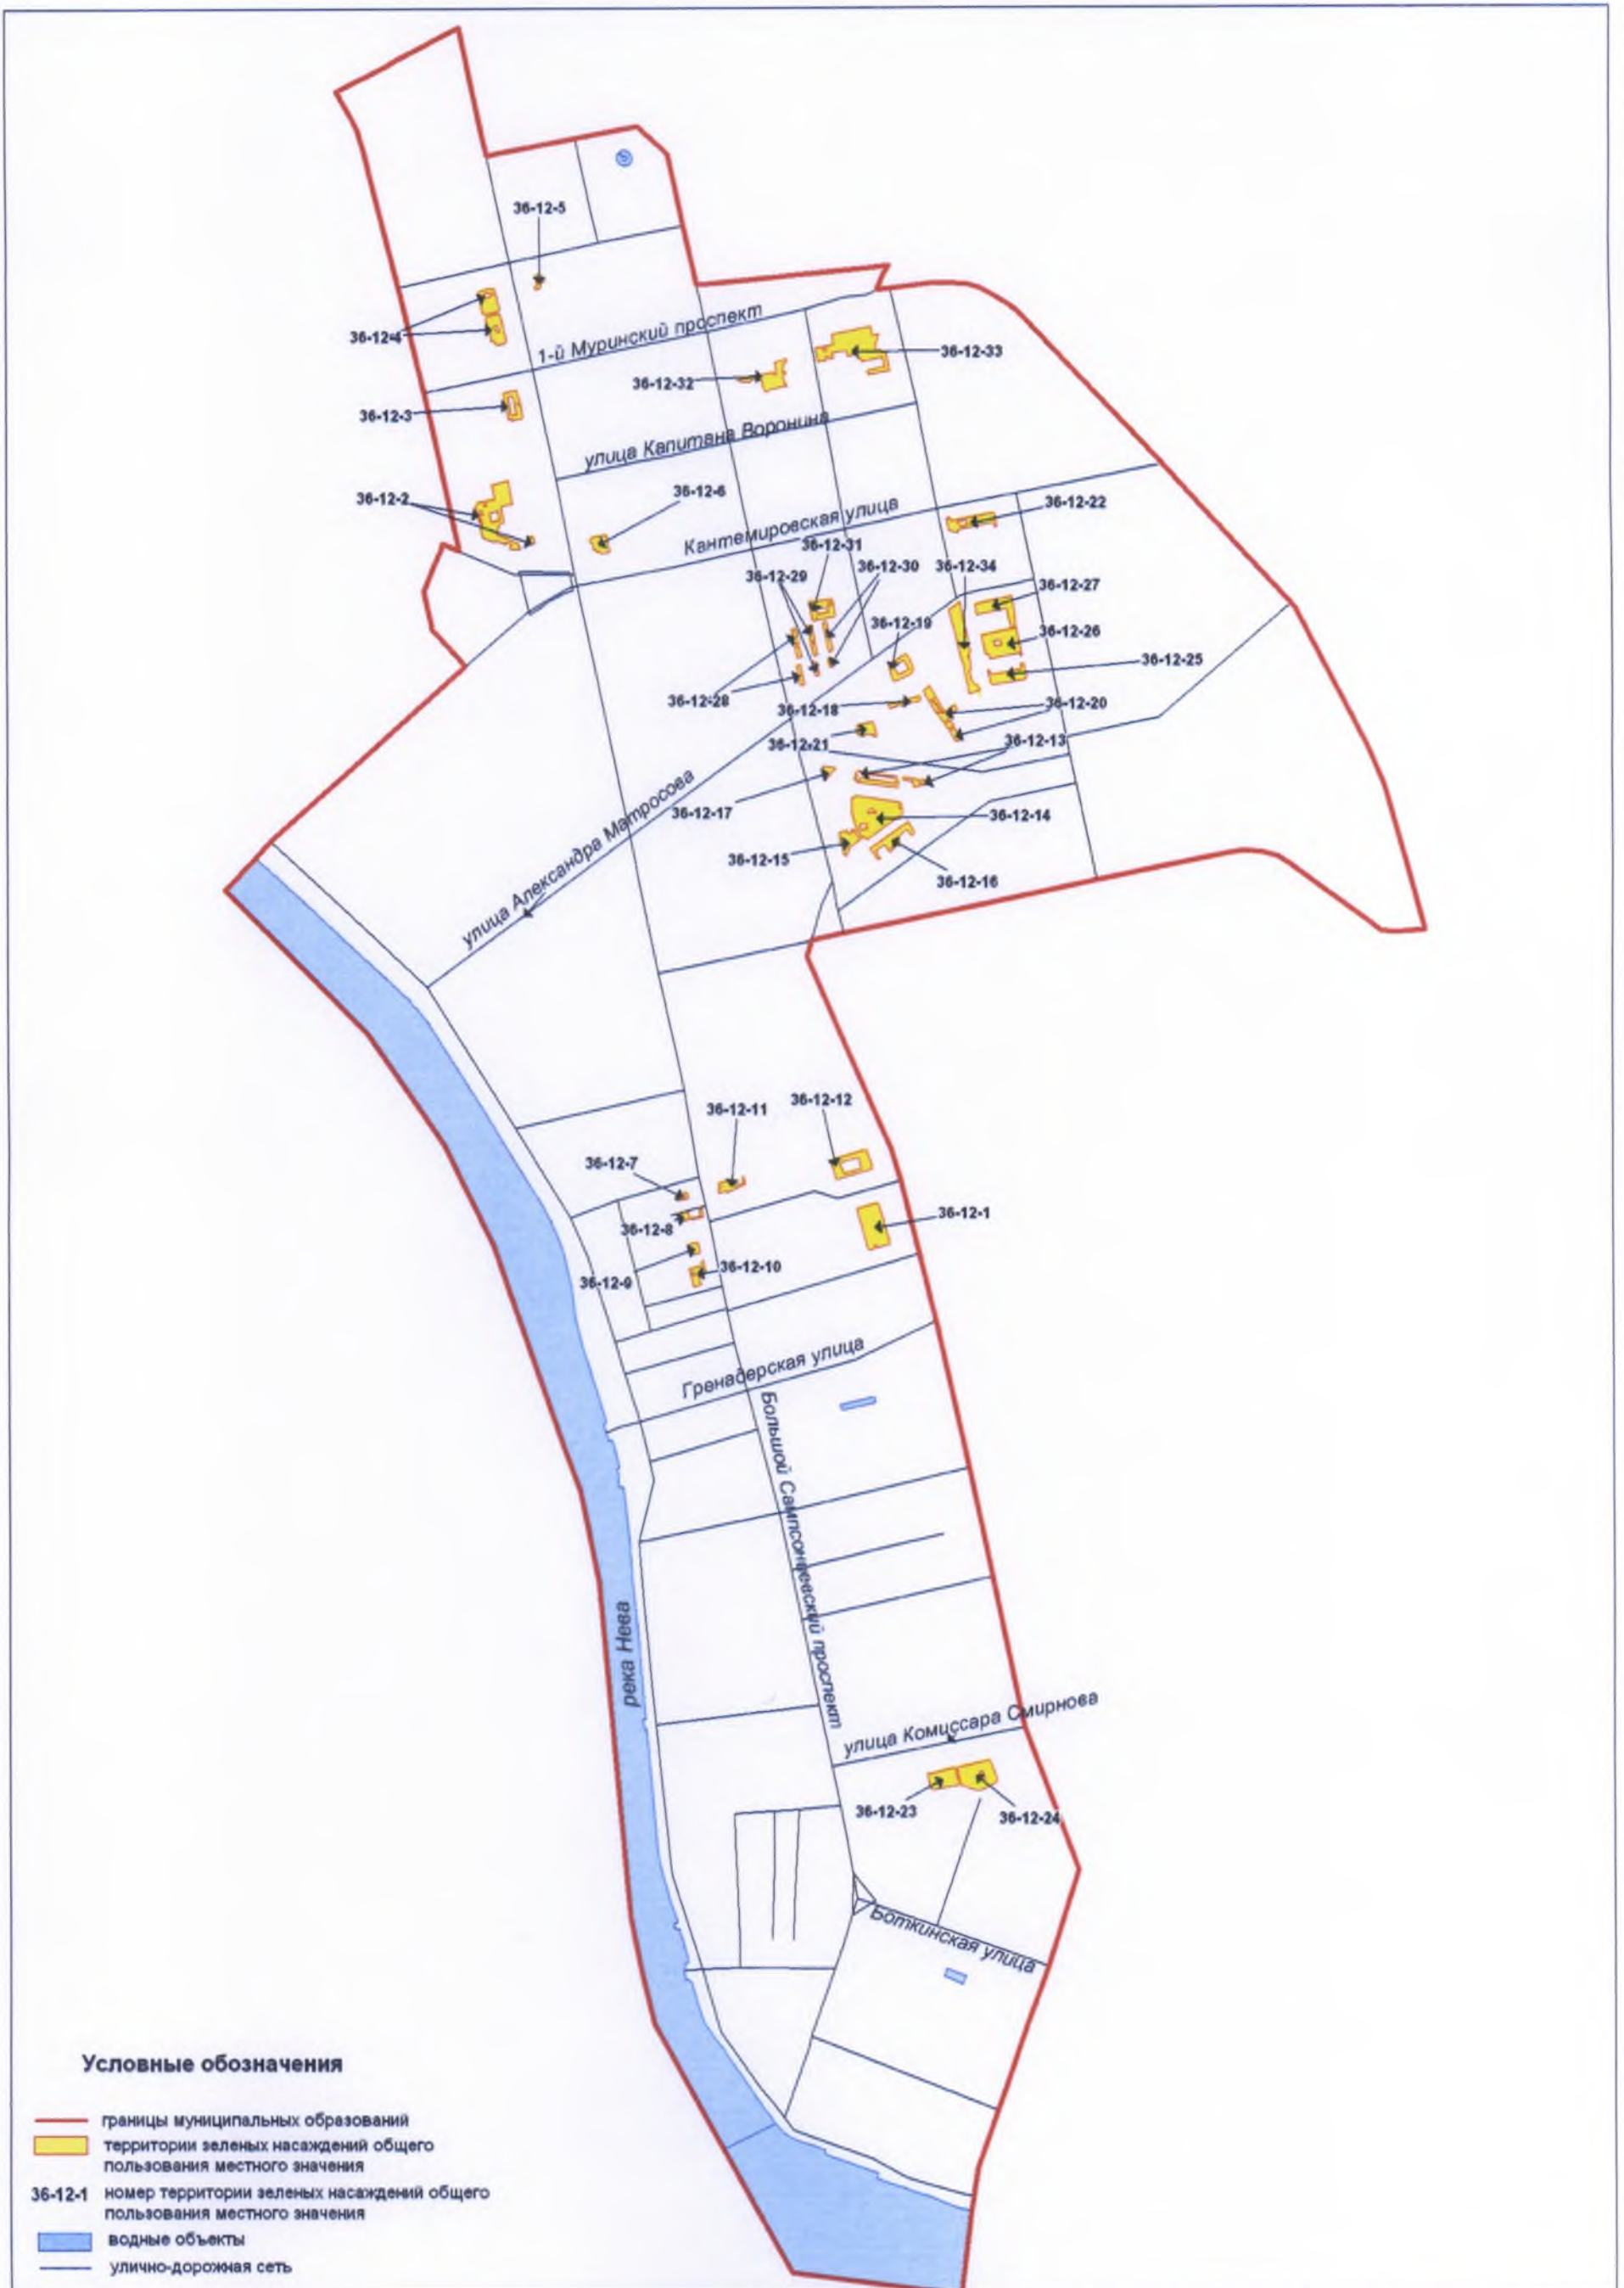 36-12-5
36-12-4
1-й Муринский проспект
36-12-33
36-12-32
36-12-3
улица Капитана Воронина
36-12-2
36-12-6
36-12-22
Кантемировская улица
36-12-31
36-12-29
36-12-30
36-12-34
36-12-27
36-12-19
36-12-26
36-12-25
36-12-28
36-12-18
36-12-20
36-12-21
36-12-13
36-12-17
36-12-14
улица Александра Матросова
36-12-15
36-12-16
36-12-11
36-12-12
36-12-7
36-12-1
36-12-8
36-12-10
36-12-9
Гренадерская улица
Большой Сампсониевский проспект
река Нева
улица Комиссара Смирнова
36-12-23
36-12-24
Боткинская улица
Условные обозначения
границы муниципальных образований
территории зеленых насаждений общего
пользования местного значения
36-12-1 номер территории зеленых насаждений общего
пользования местного значения
водные объекты
улично-дорожная сеть